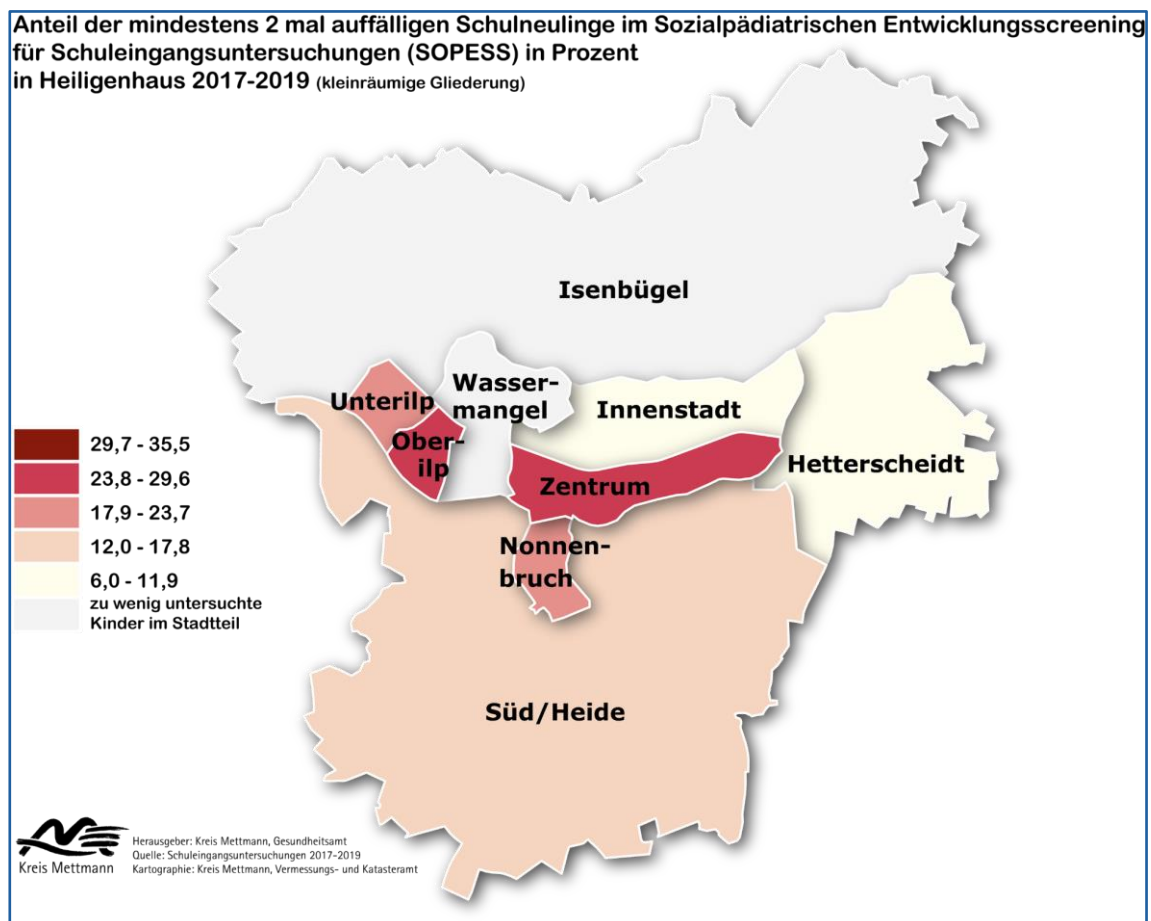 Anteil der mindestens 2 mal auffälligen Schulneulinge im Sozialpädiatrischen Entwicklungsscreening
für Schuleingangsuntersuchungen (SOPESS) in Prozent
in Heiligenhaus 2017-2019 (kleinräumige Gliederung)
Isenbügel
Wasser-
mangel
Unterilp
Innenstadt
Ober-
ilp
Hetterscheidt
Zentrum
Nonnen-
bruch
Süd/Heide
29,7 - 35,5
23,8 - 29,6
17,9 - 23,7
12,0 - 17,8
6,0 - 11,9
zu wenig untersuchte
Kinder im Stadtteil
Kreis Mettmann
Herausgeber: Kreis Mettmann, Gesundheitsamt
Quelle: Schuleingangsuntersuchungen 2017-2019
Kartographie: Kreis Mettmann, Vermessungs- und Katasteramt